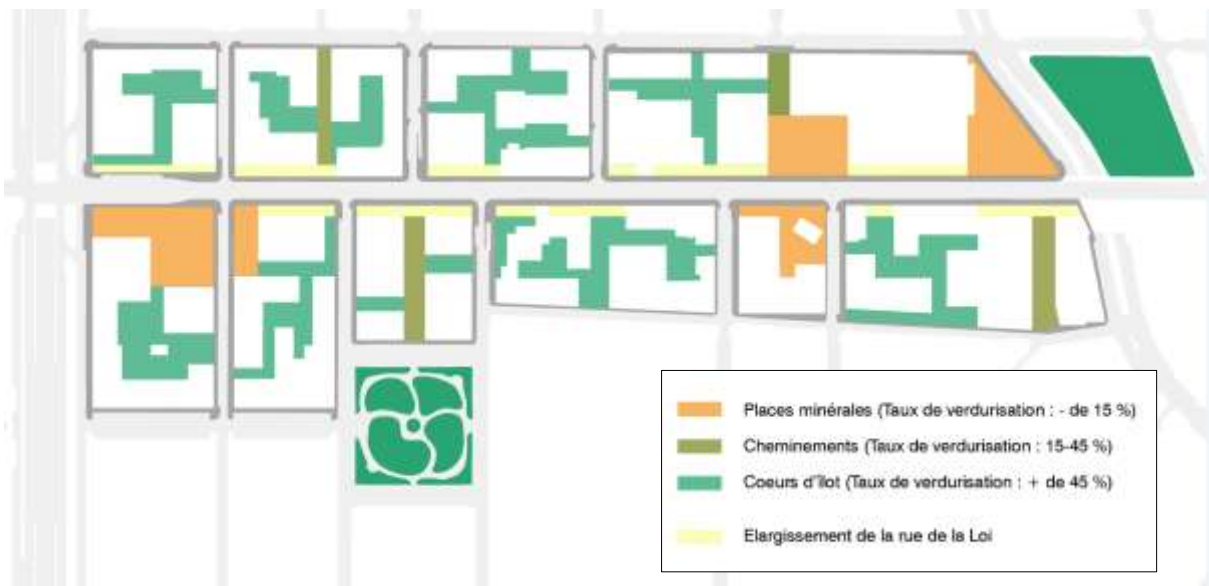 Places minérales (Taux de verdurisation : - de 15 %)
Cheminements (Taux de verdurisation : 15-45 %)
Coeurs d'îlot (Taux de verdurisation : + de 45 %)
Elargissement de la rue de la Loi